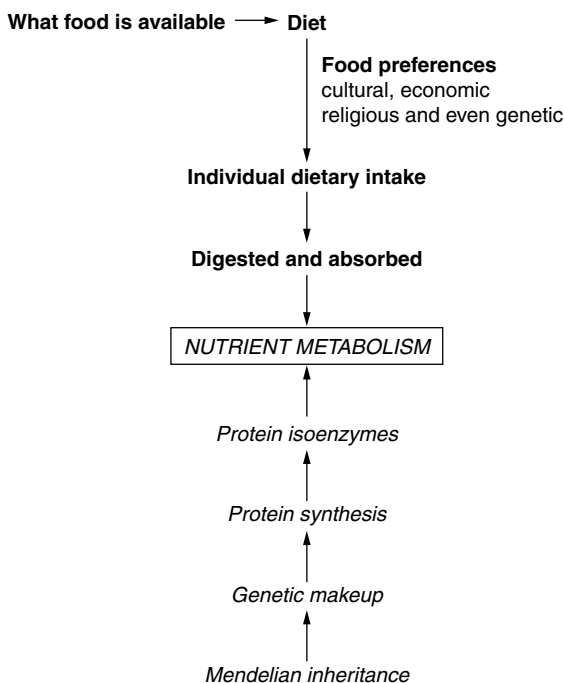 What food is available Diet
Food preferences
cultural, economic
religious and even genetic
Individual dietary intake
Digested and absorbed
NUTRIENT METABOLISM
Protein isoenzymes
Protein synthesis
Genetic makeup
Mendelian inheritance